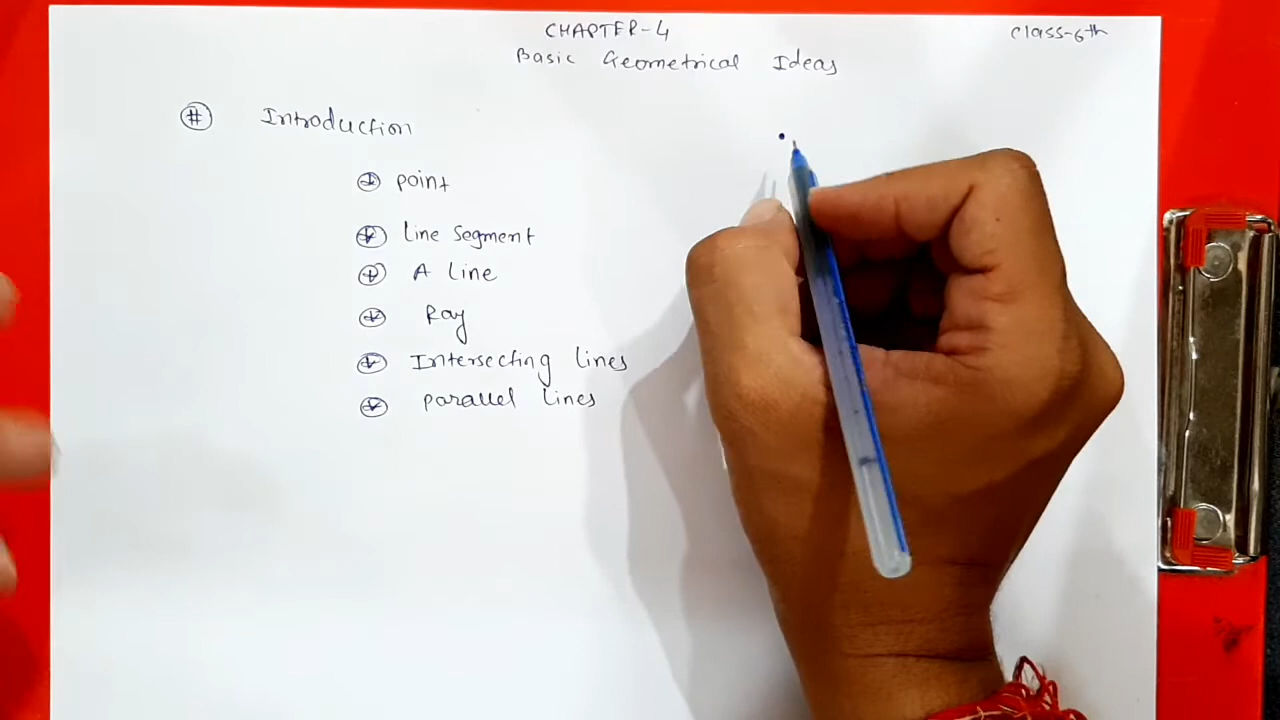 CHAPTER-4
Class-6th
Basic Geometrical Ideas
# Introduction
point
Line Segment
A Line
Ray
Intersecting lines
parallel lines